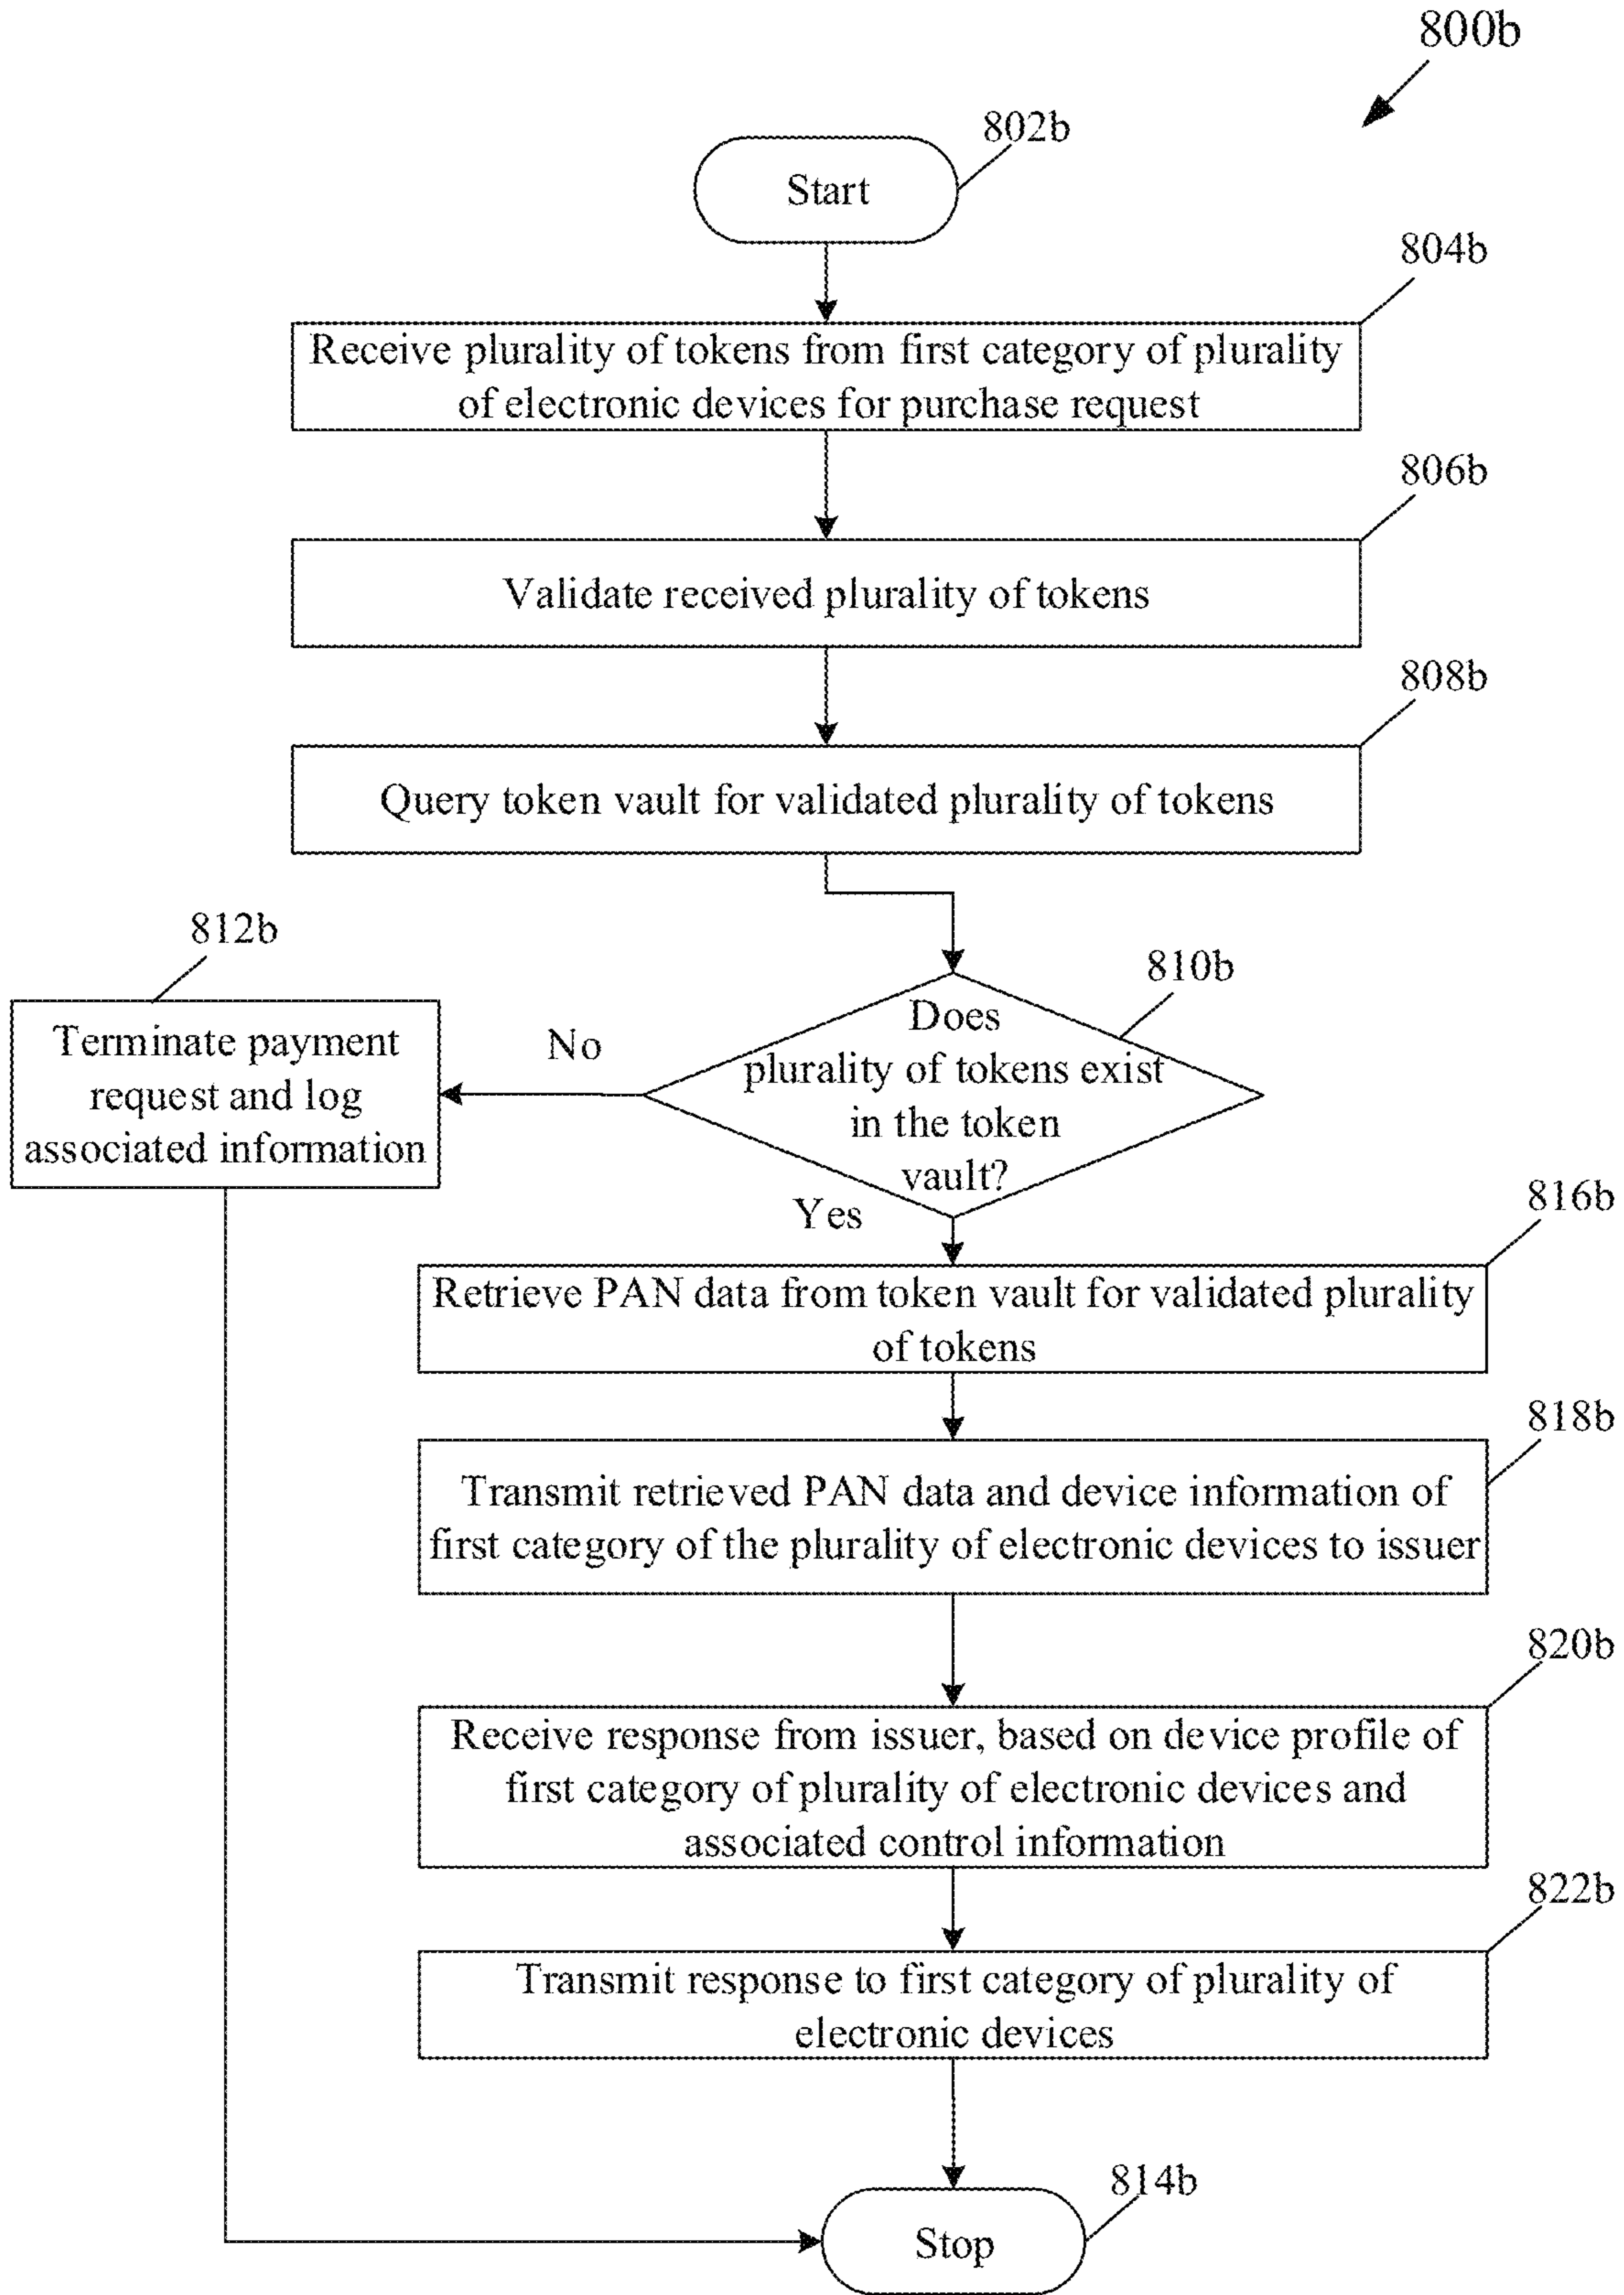 800b
802b
Start
804b
Receive plurality of tokens from first category of plurality
of electronic devices for purchase request
806b
Validate received plurality of tokens
808b
Query token vault for validated plurality of tokens
812b
810b
Terminate payment
request and log
associated information
No
Does
plurality of tokens exist
in the token
vault?
Yes
816b
Retrieve PAN data from token vault for validated plurality
of tokens
818b
Transmit retrieved PAN data and device information of
first category of the plurality of electronic devices to issuer
820b
Receive response from issuer, based on device profile of
first category of plurality of electronic devices and
associated control information
822b
Transmit response to first category of plurality of
electronic devices
814b
Stop